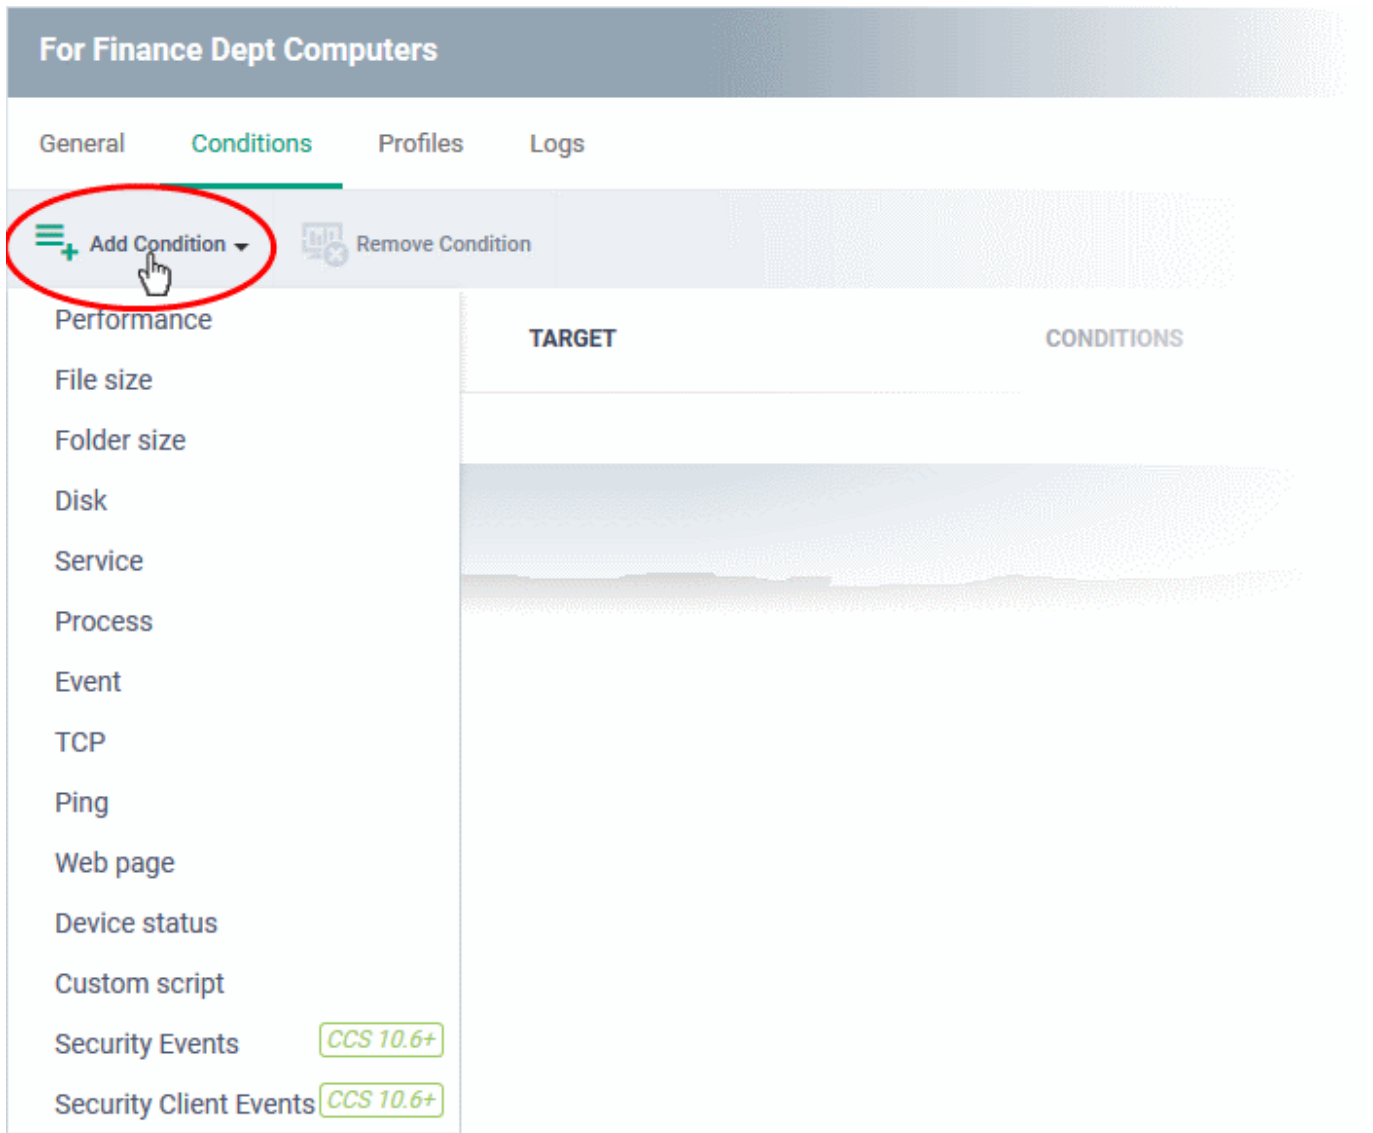 For Finance Dept Computers
General Conditions Profiles Logs
Add Condition Remove Condition
TARGET CONDITIONS
Performance
File size
Folder size
Disk
Service
Process
Event
TCP
Ping
Web page
Device status
Custom script
Security Events CCS 10.6+
Security Client Events CCS 10.6+